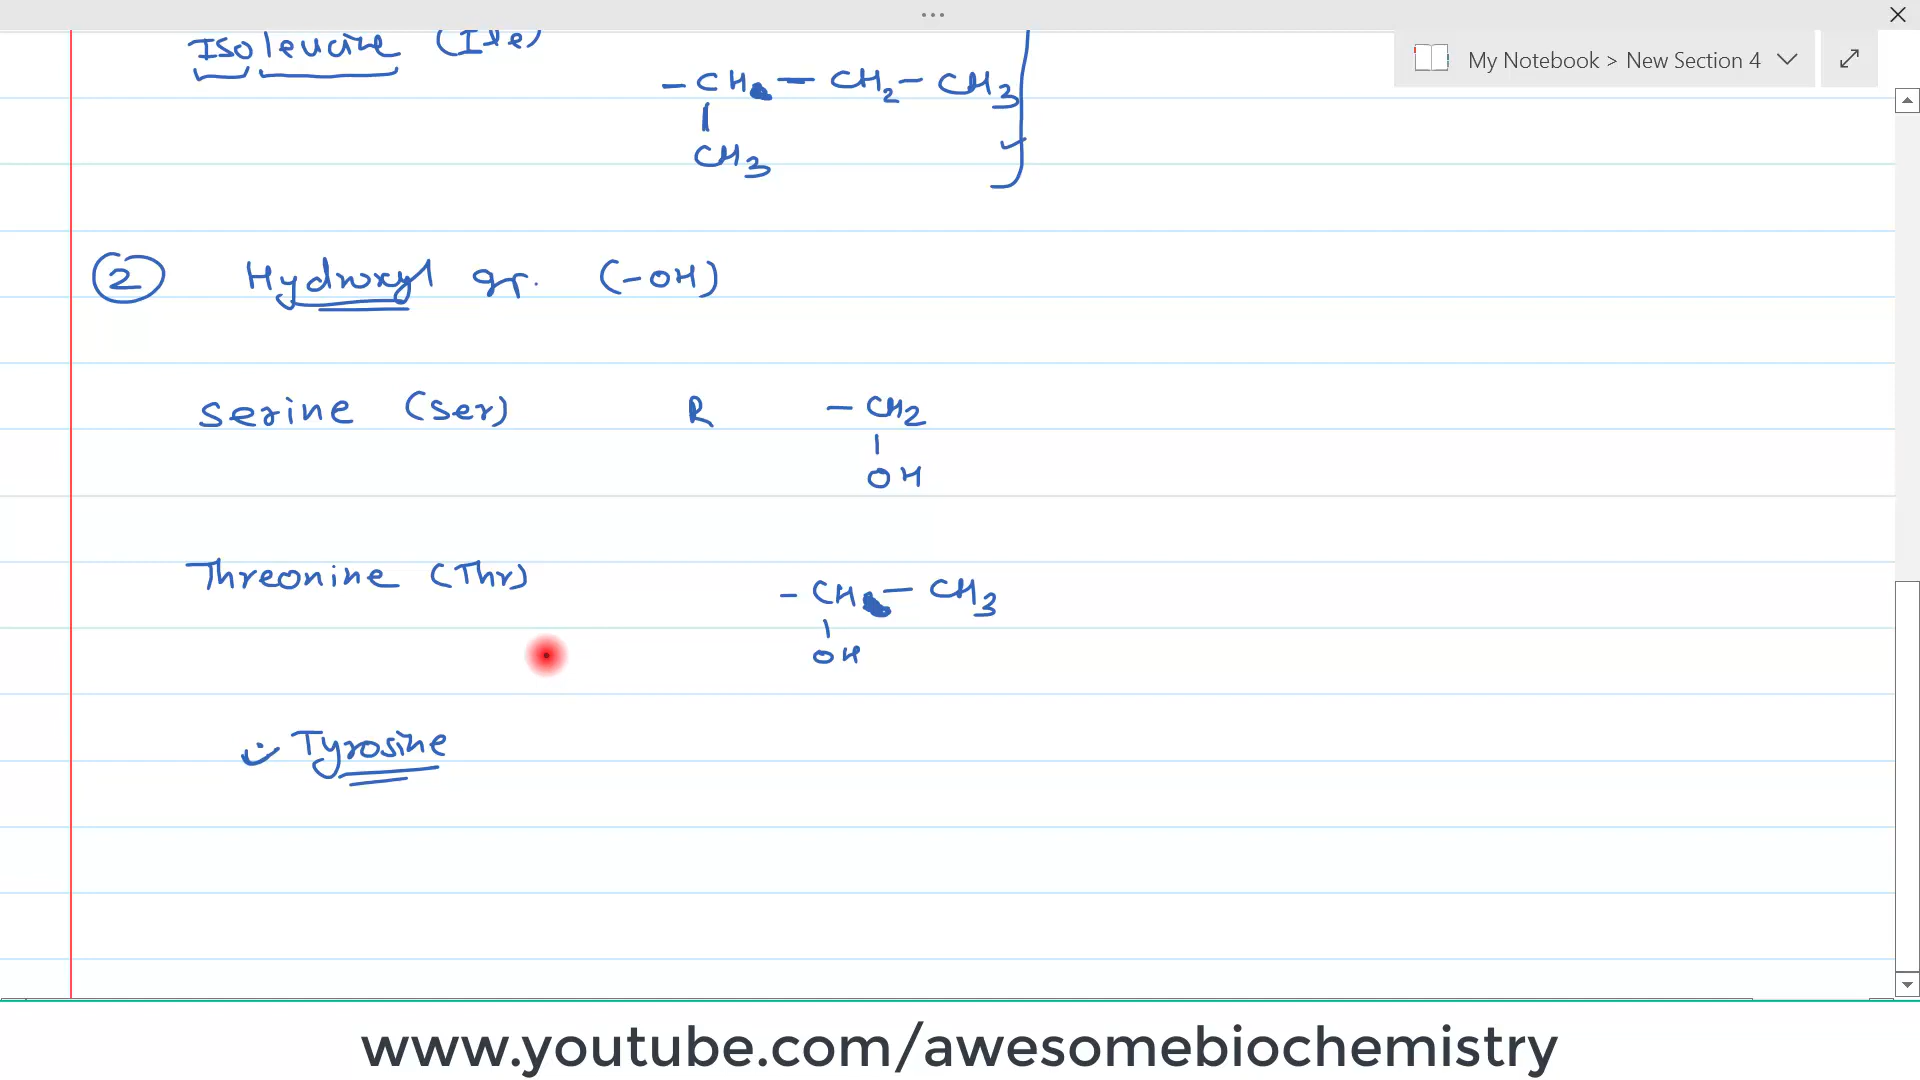 ...
My Notebook > New Section 4
Isoleucine (Ile)
- CH - CH2 - CH3
CH3
2 Hydroxyl gr. (-OH)
Serine (Ser) R - CH2
OH
Threonine (Thr) - CH - CH3
OH
Tyrosine
www.youtube.com/awesomebiochemistry